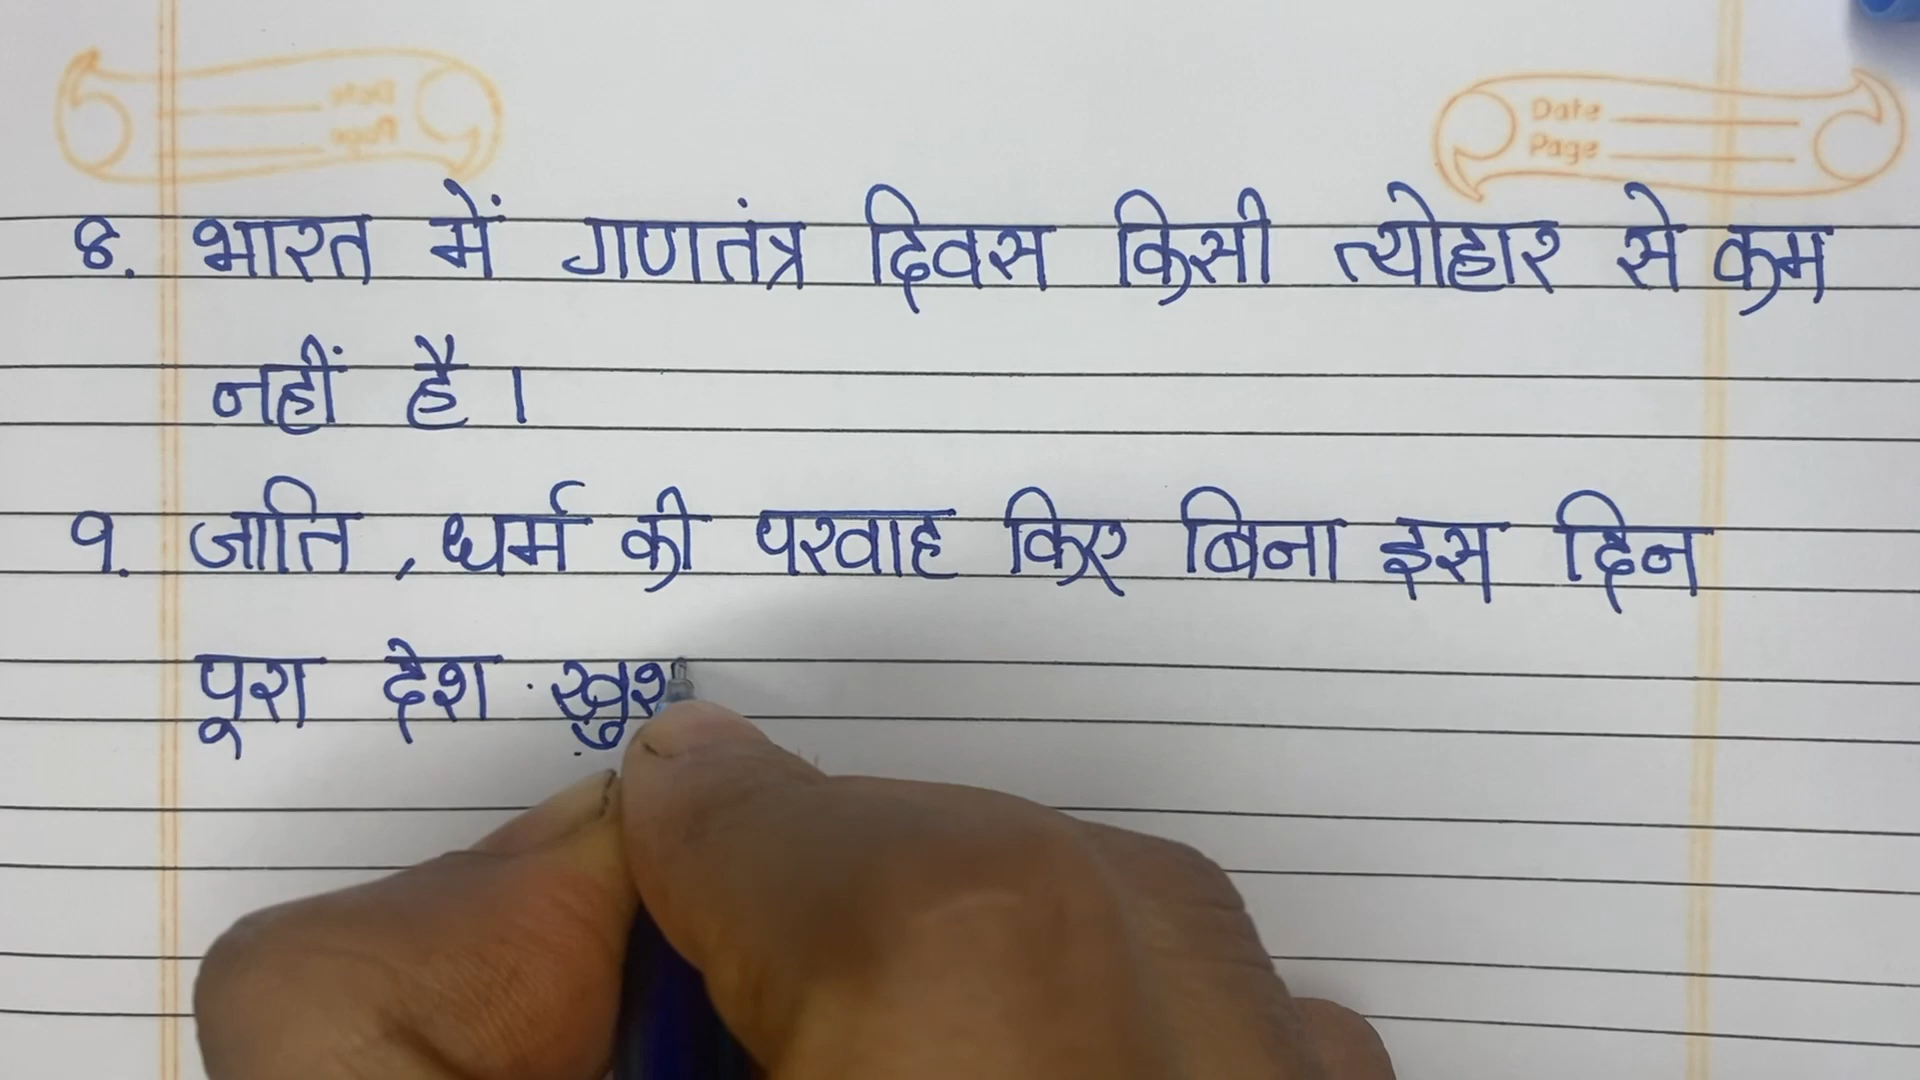 Date
Page
8. भारत में गणतंत्र दिवस किसी त्योहार से कम
नहीं है।
9. जाति, धर्म की परवाह किए बिना इस दिन
पूरा देश